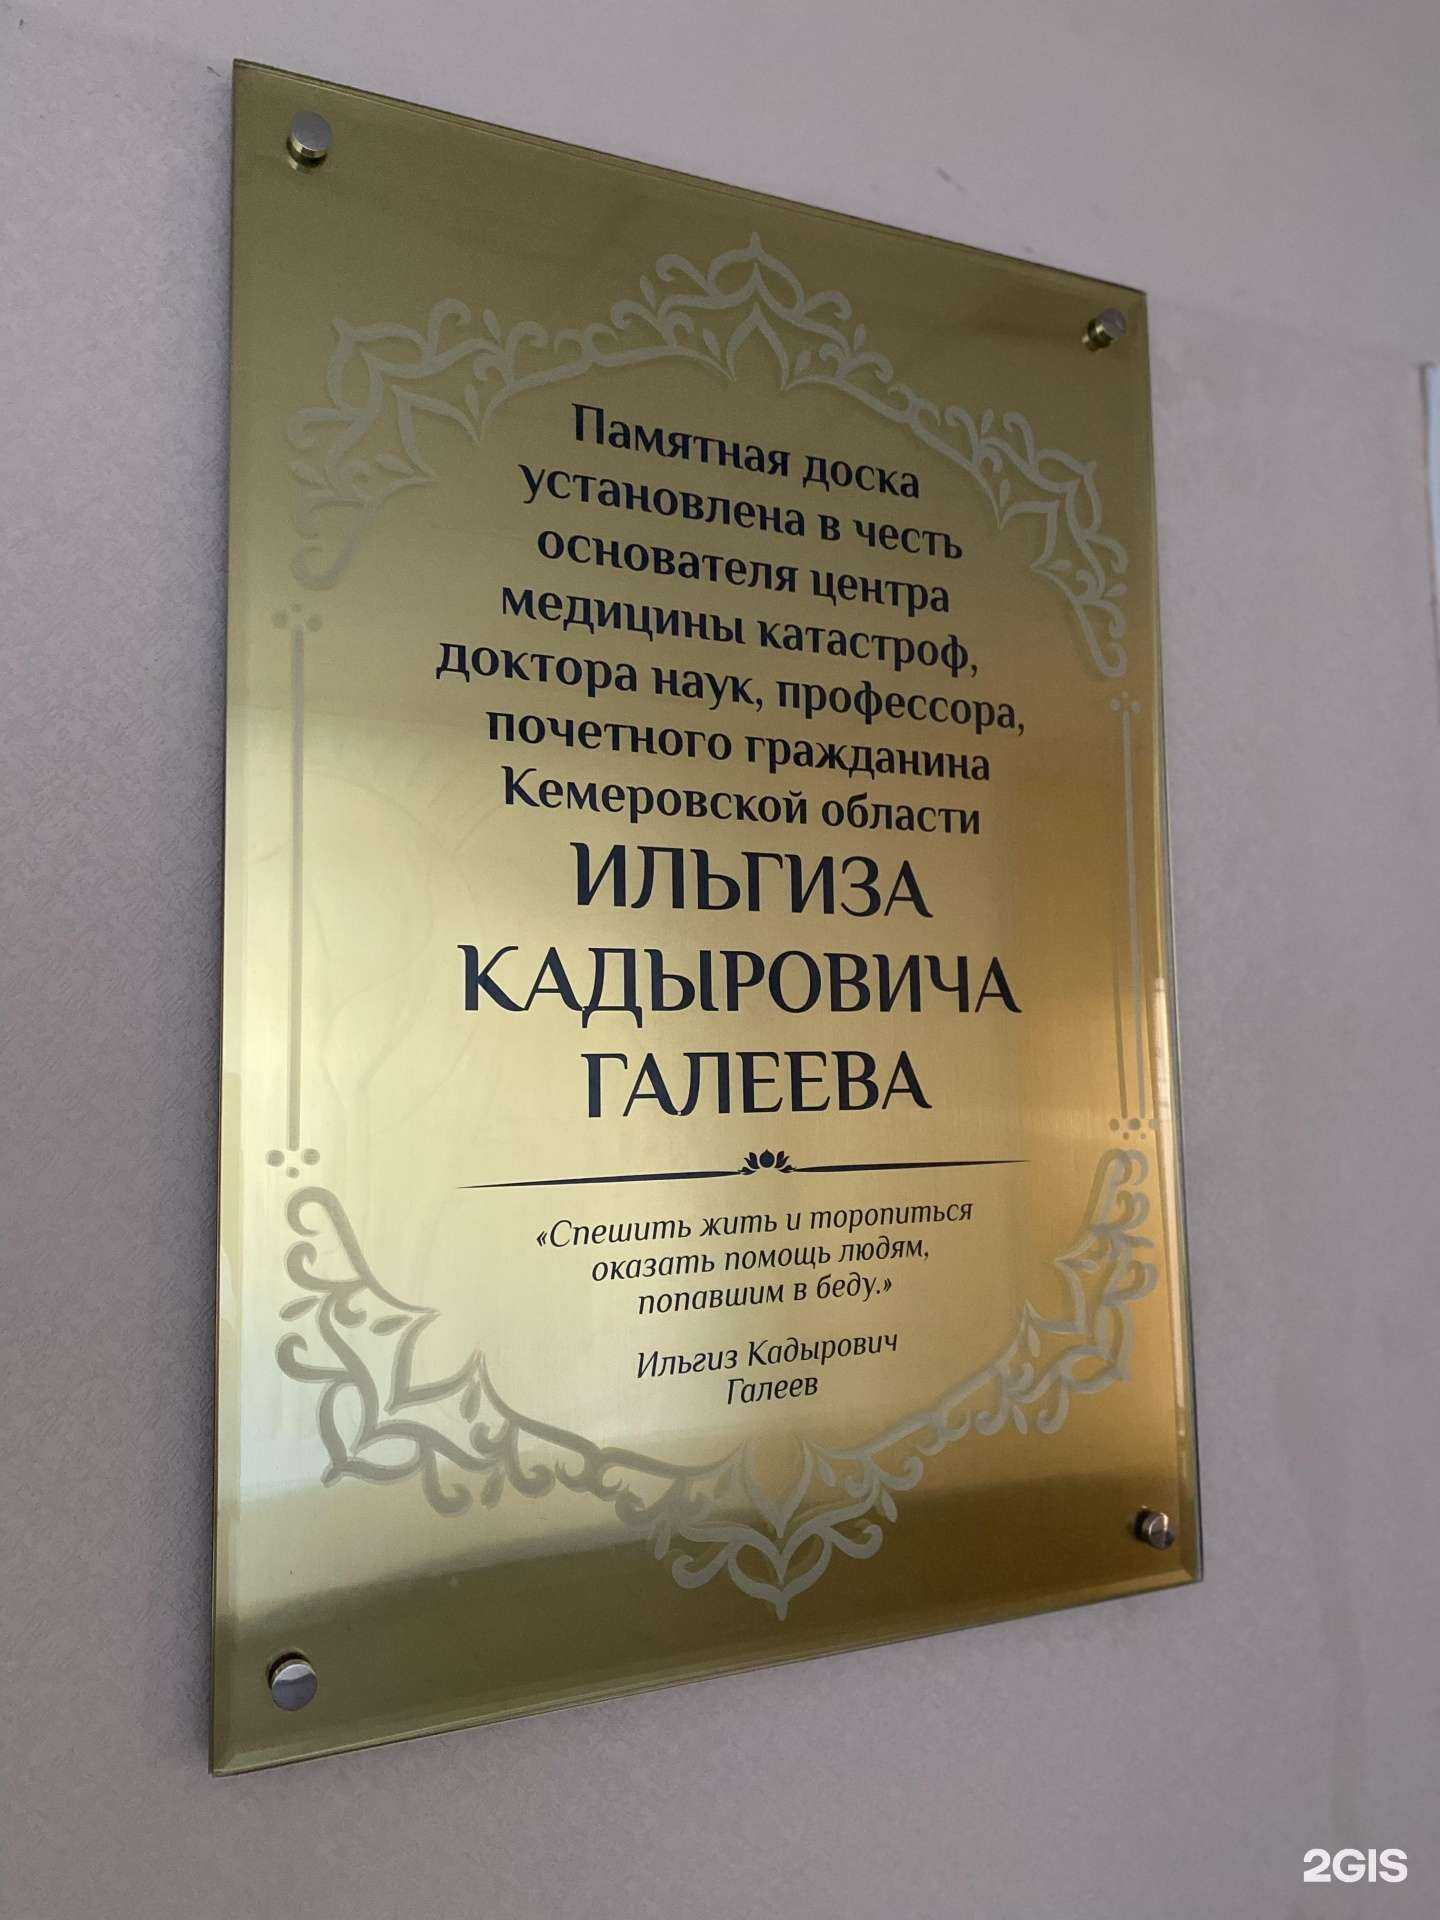 Памятная доска
установлена в честь
основателя центра
медицины катастроф,
доктора наук, профессора,
почетного гражданина
Кемеровской области
ИЛЬГИЗА
КАДЫРОВИЧА
ГАЛЕЕВА
«Спешить жить и торопиться
оказать помощь людям,
попавшим в беду.»
Ильгиз Кадырович
Галеев
2GIS